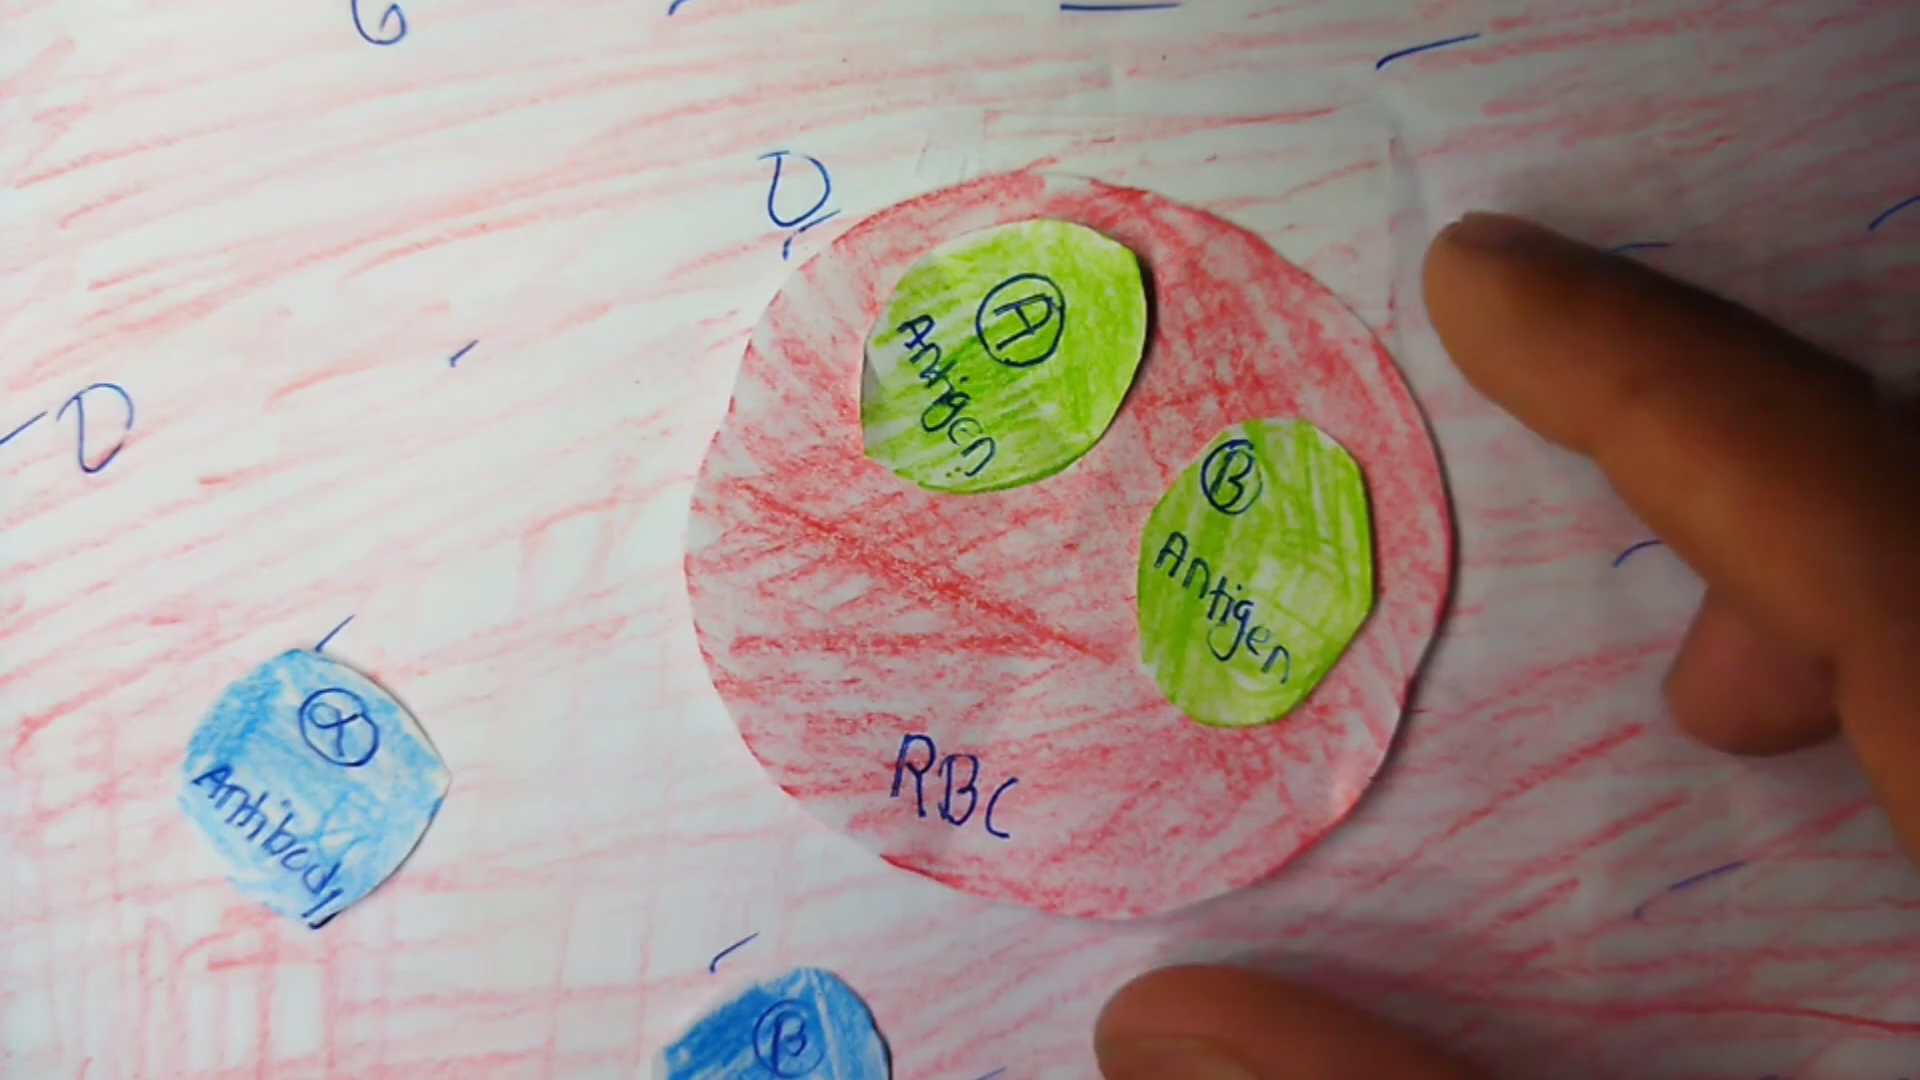 D
D
A
Antigen
B
Antigen
RBC
α
Antibody
β